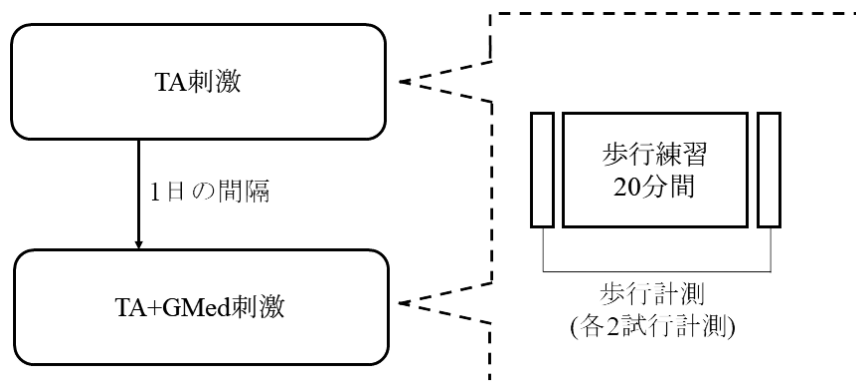 TA刺激
1日の間隔
TA+GMed刺激
歩行練習
20分間
歩行計測
(各2試行計測)